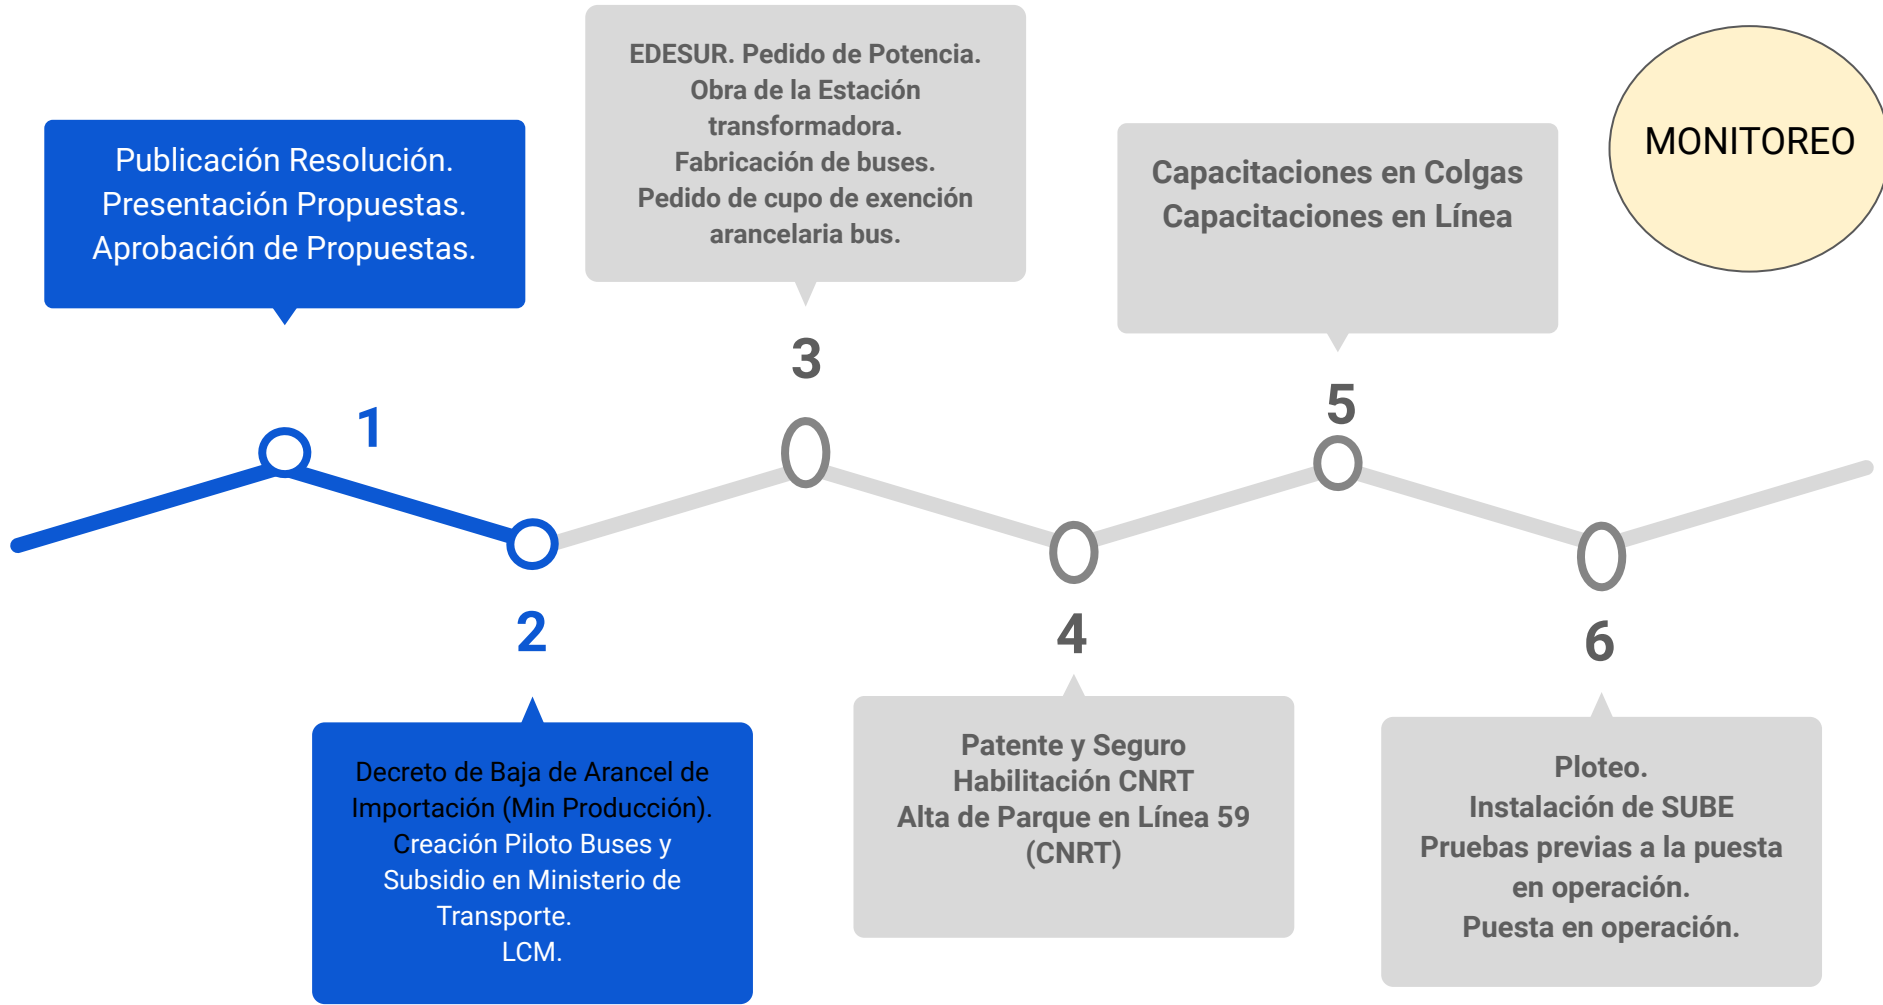 Publicación Resolución.
Presentación Propuestas.
Aprobación de Propuestas.
1
2
Decreto de Baja de Arancel de
Importación (Min Producción).
Creación Piloto Buses y
Subsidio en Ministerio de
Transporte.
LCM.
EDESUR. Pedido de Potencia.
Obra de la Estación
transformadora.
Fabricación de buses.
Pedido de cupo de exención
arancelaria bus.
3
4
Patente y Seguro
Habilitación CNRT
Alta de Parque en Línea 59
(CNRT)
Capacitaciones en Colgas
Capacitaciones en Línea
5
6
Ploteo.
Instalación de SUBE
Pruebas previas a la puesta
en operación.
Puesta en operación.
MONITOREO